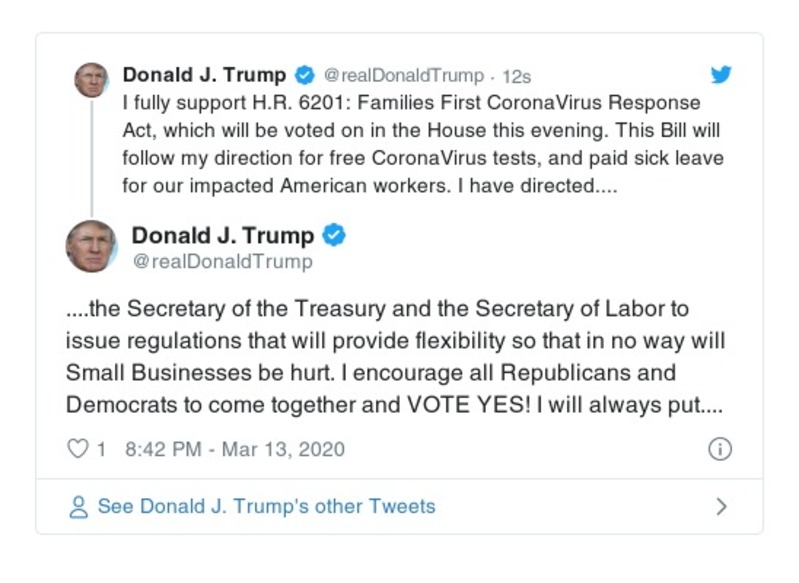 Donald J. Trump @realDonaldTrump · 12s
I fully support H.R. 6201: Families First CoronaVirus Response
Act, which will be voted on in the House this evening. This Bill will
follow my direction for free CoronaVirus tests, and paid sick leave
for our impacted American workers. I have directed....
Donald J. Trump
@realDonaldTrump
....the Secretary of the Treasury and the Secretary of Labor to
issue regulations that will provide flexibility so that in no way will
Small Businesses be hurt. I encourage all Republicans and
Democrats to come together and VOTE YES! I will always put....
1 8:42 PM - Mar 13, 2020
See Donald J. Trump's other Tweets